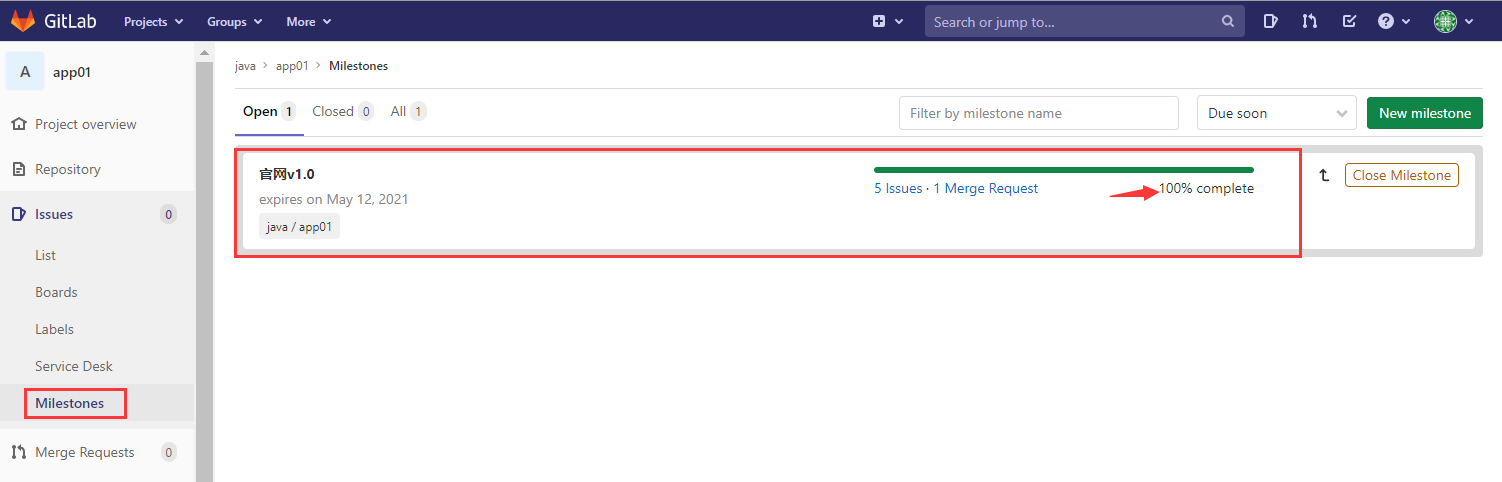 GitLab Projects Groups More Search or jump to...
A app01
Project overview
Repository
Issues 0
List
Boards
Labels
Service Desk
Milestones
Merge Requests 0
java > app01 > Milestones
Open 1 Closed 0 All 1 Filter by milestone name Due soon New milestone
官网v1.0
expires on May 12, 2021
java / app01
5 Issues · 1 Merge Request 100% complete
Close Milestone